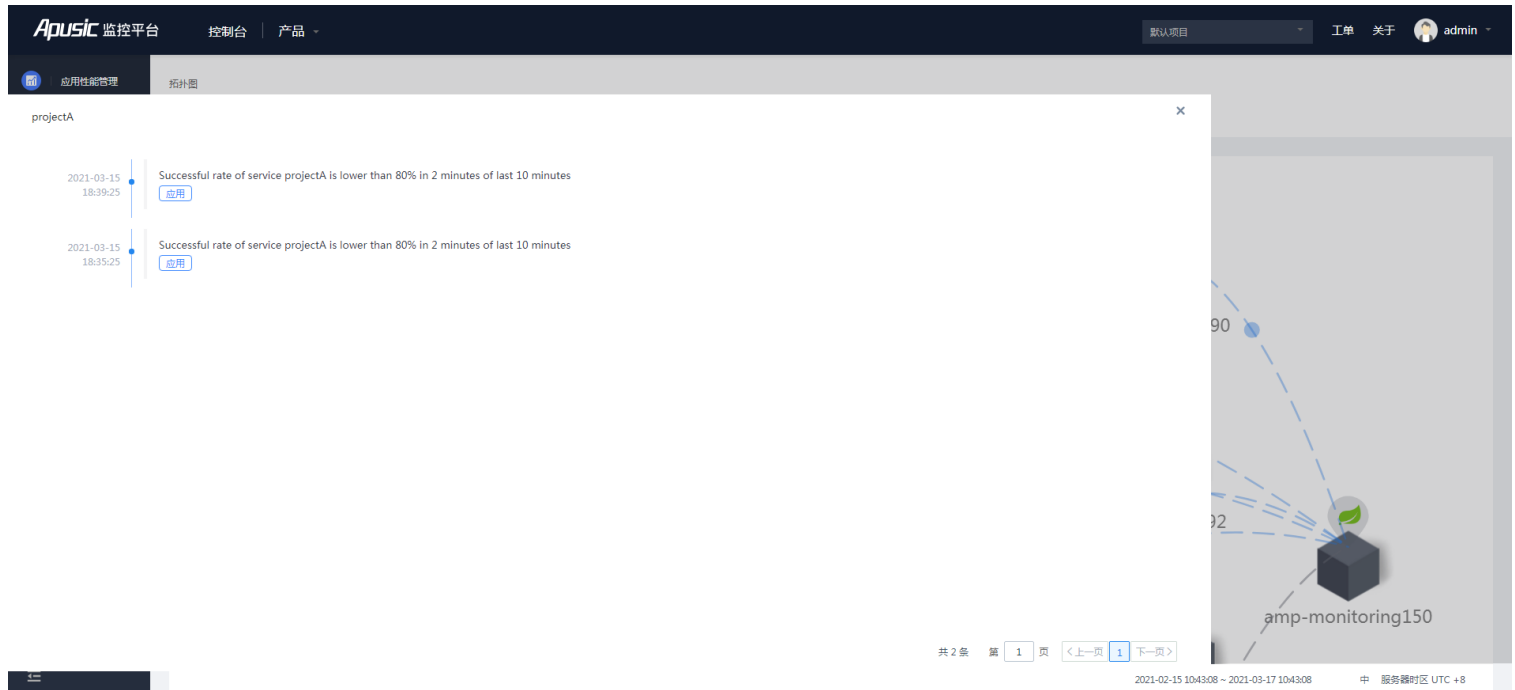 Apusic 监控平台
控制台
产品
默认项目
工单
关于
admin
应用性能管理
拓扑图
projectA
2021-03-15
18:39:25
Successful rate of service projectA is lower than 80% in 2 minutes of last 10 minutes
应用
2021-03-15
18:35:25
Successful rate of service projectA is lower than 80% in 2 minutes of last 10 minutes
应用
90
92
amp-monitoring150
共 2 条 第 1 页 <上一页 1 下一页>
2021-02-15 10:43:08 ~ 2021-03-17 10:43:08
中
服务器时区 UTC +8